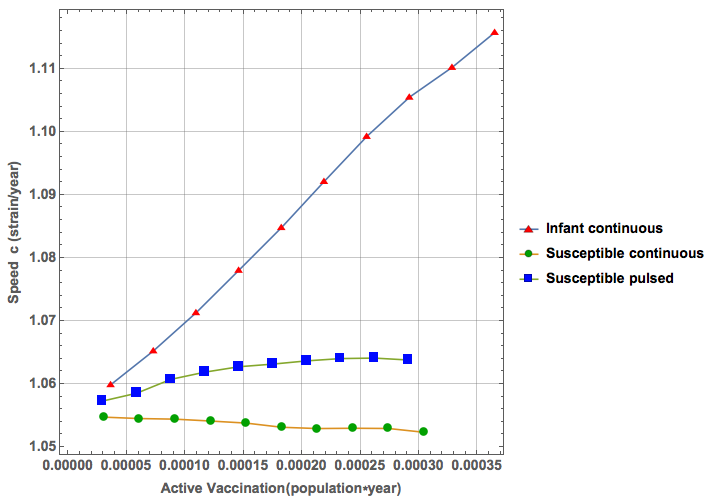 1.11
1.10
1.09
1.08
1.07
1.06
1.05
Speed c (strain/year)
0.00000 0.00005 0.00010 0.00015 0.00020 0.00025 0.00030 0.00035
Active Vaccination(population*year)
Infant continuous
Susceptible continuous
Susceptible pulsed